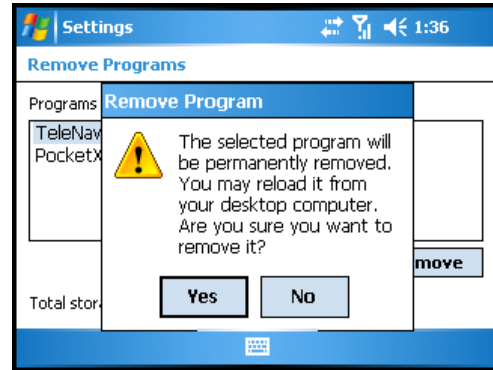 Settings 1:36
Remove Programs
Programs
Remove Program
TeleNav
PocketX
The selected program will
be permanently removed.
You may reload it from
your desktop computer.
Are you sure you want to
remove it?
move
Yes No
Total stor